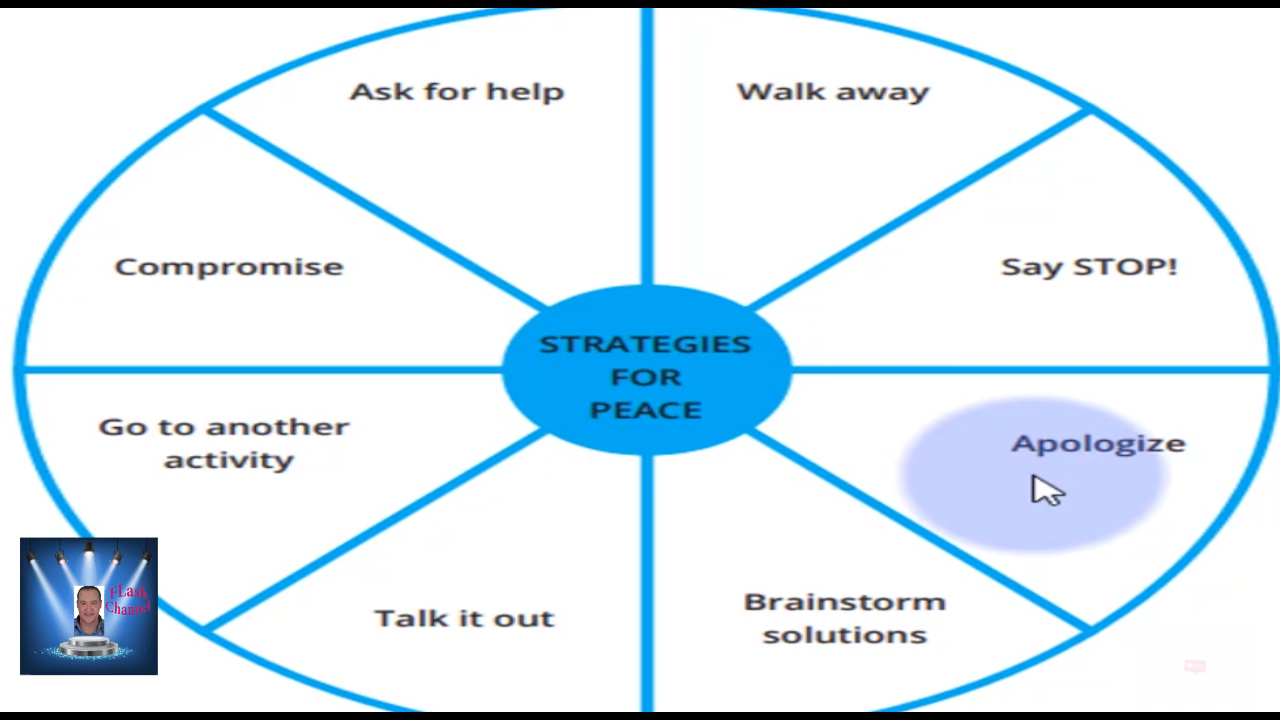 Ask for help
Walk away
Compromise
Say STOP!
STRATEGIES
FOR
PEACE
Go to another
activity
Apologize
Talk it out
Brainstorm
solutions
FLash
Channel